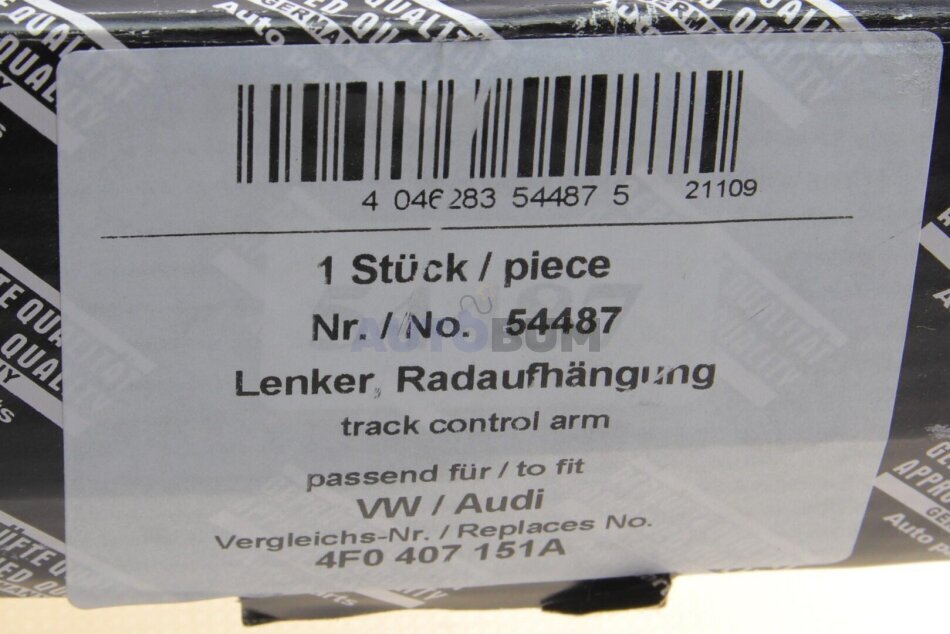 4 046283 54487 5
21109
1 Stück / piece
Nr. / No. 54487
AUTOBUM
Lenker, Radaufhängung
track control arm
passend für / to fit
VW / Audi
Vergleichs-Nr. / Replaces No.
4F0 407 151A